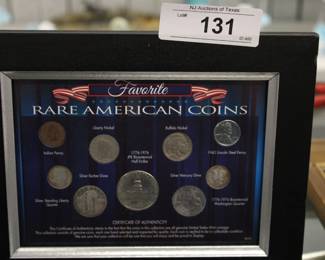 NJ Auctions of Texas
Lot#
131
Favorite
RARE AMERICAN COINS
Indian Penny
Liberty Nickel
1776-1976
JFK Bicentennial
Half Dollar
Buffalo Nickel
1943 Lincoln Steel Penny
Silver Barber Dime
Silver Mercury Dime
Silver Standing Liberty
Quarter
1776-1976 Bicentennial
Washington Quarter
CERTIFICATE OF AUTHENTICITY